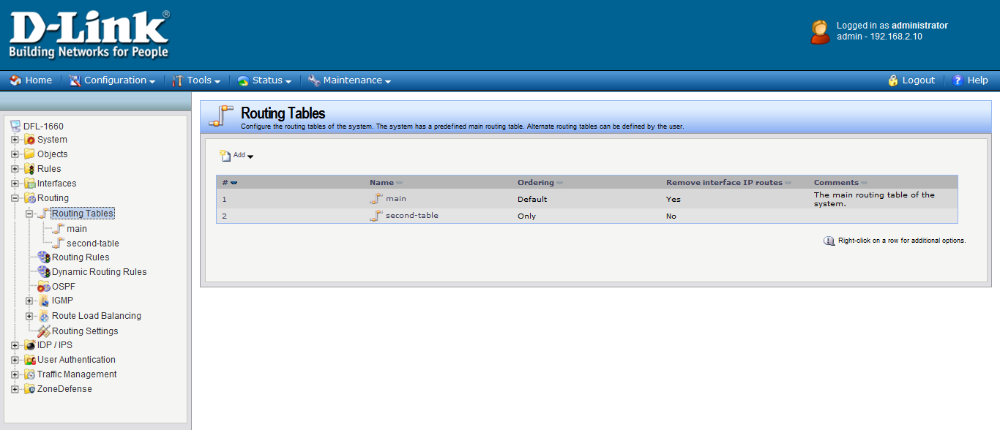 D-Link®
Building Networks for People
Logged in as administrator
admin - 192.168.2.10
Home Configuration Tools Status Maintenance Logout ? Help
DFL-1660
System
Objects
Rules
Interfaces
Routing
Routing Tables
main
second-table
Routing Rules
Dynamic Routing Rules
OSPF
IGMP
Route Load Balancing
Routing Settings
IDP / IPS
User Authentication
Traffic Management
ZoneDefense
Routing Tables
Configure the routing tables of the system. The system has a predefined main routing table. Alternate routing tables can be defined by the user.
Add
# Name Ordering Remove interface IP routes Comments
1 main Default Yes The main routing table of the
system.
2 second-table Only No
Right-click on a row for additional options.